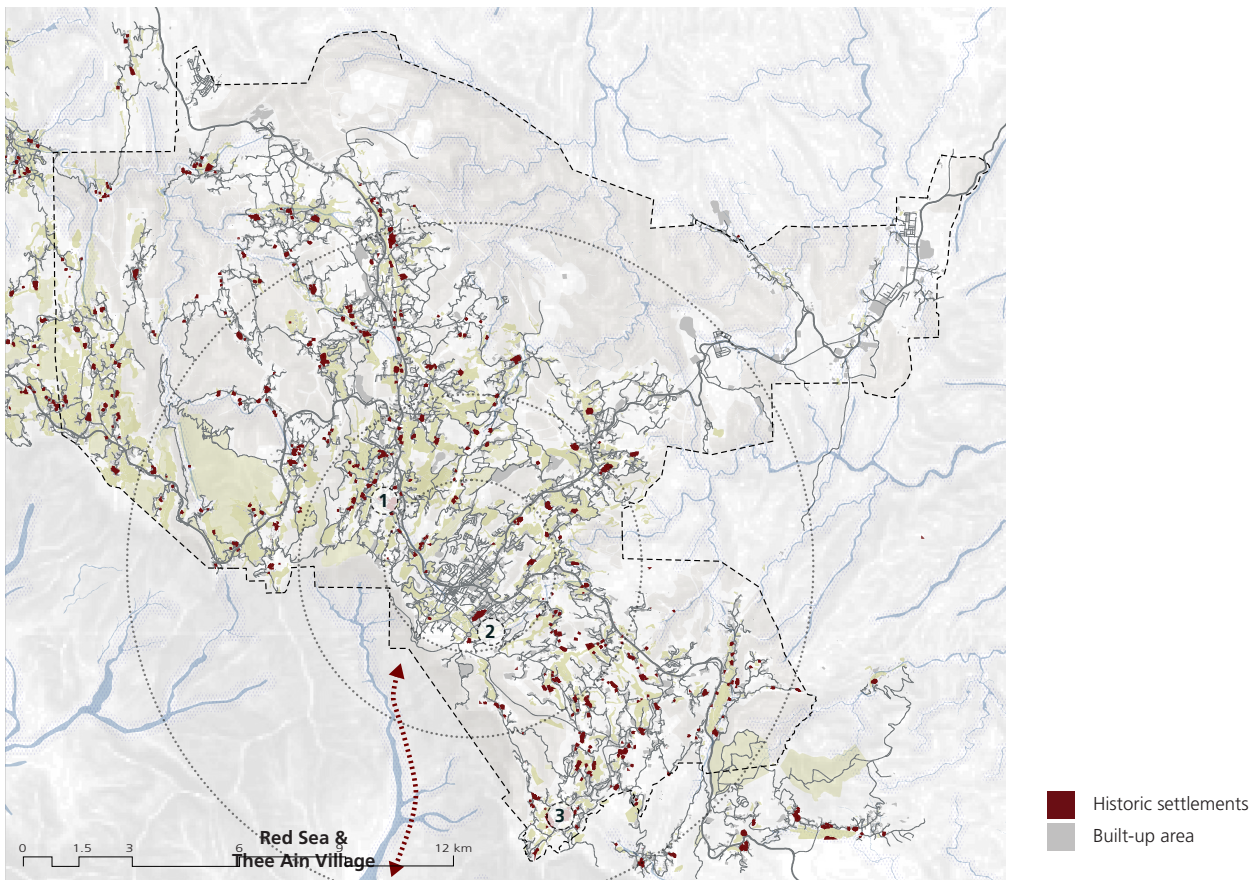 1
2
3
Red Sea &
Thee Ain Village
0 1.5 3 6 9 12 km
Historic settlements
Built-up area